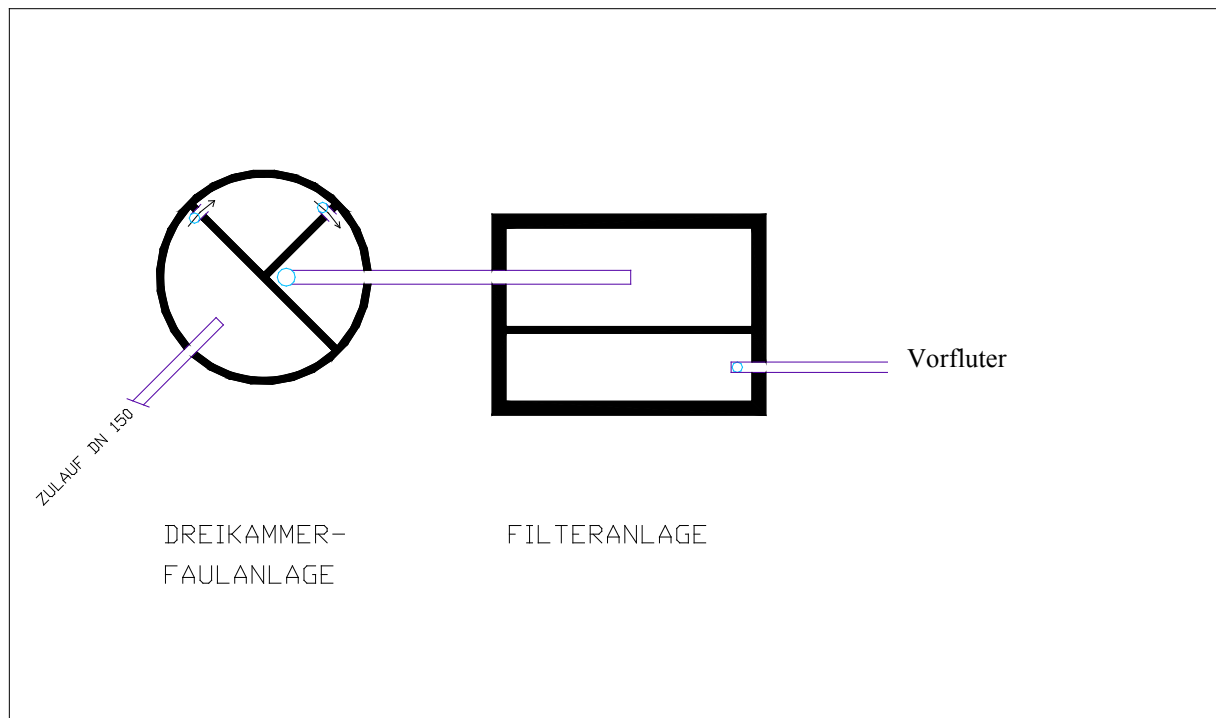 Vorfluter
ZULAUF DN 150
DREIKAMMER-
FAULANLAGE
FILTERANLAGE